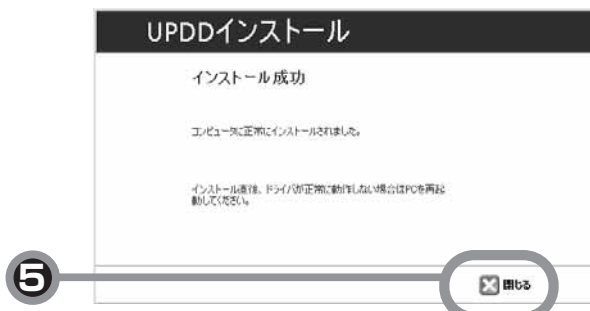 UPDDインストール
インストール成功
コンピュータに正常にインストールされました。
インストール直後、ドライバが正常に動作しない場合はPCを再起
動してください。
5
閉じる